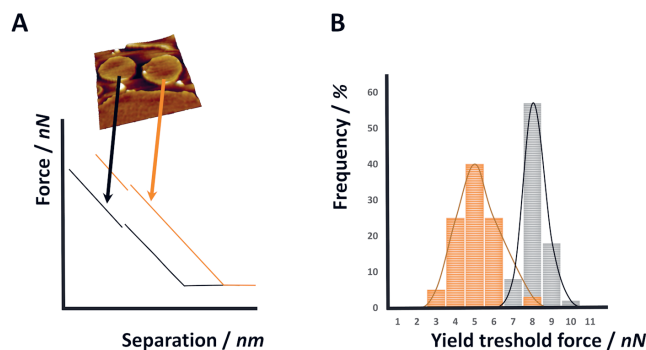 A
Force / nN
Separation / nm
B
Frequency / %
60
50
40
30
20
10
0
1 2 3 4 5 6 7 8 9 10 11
Yield treshold force / nN